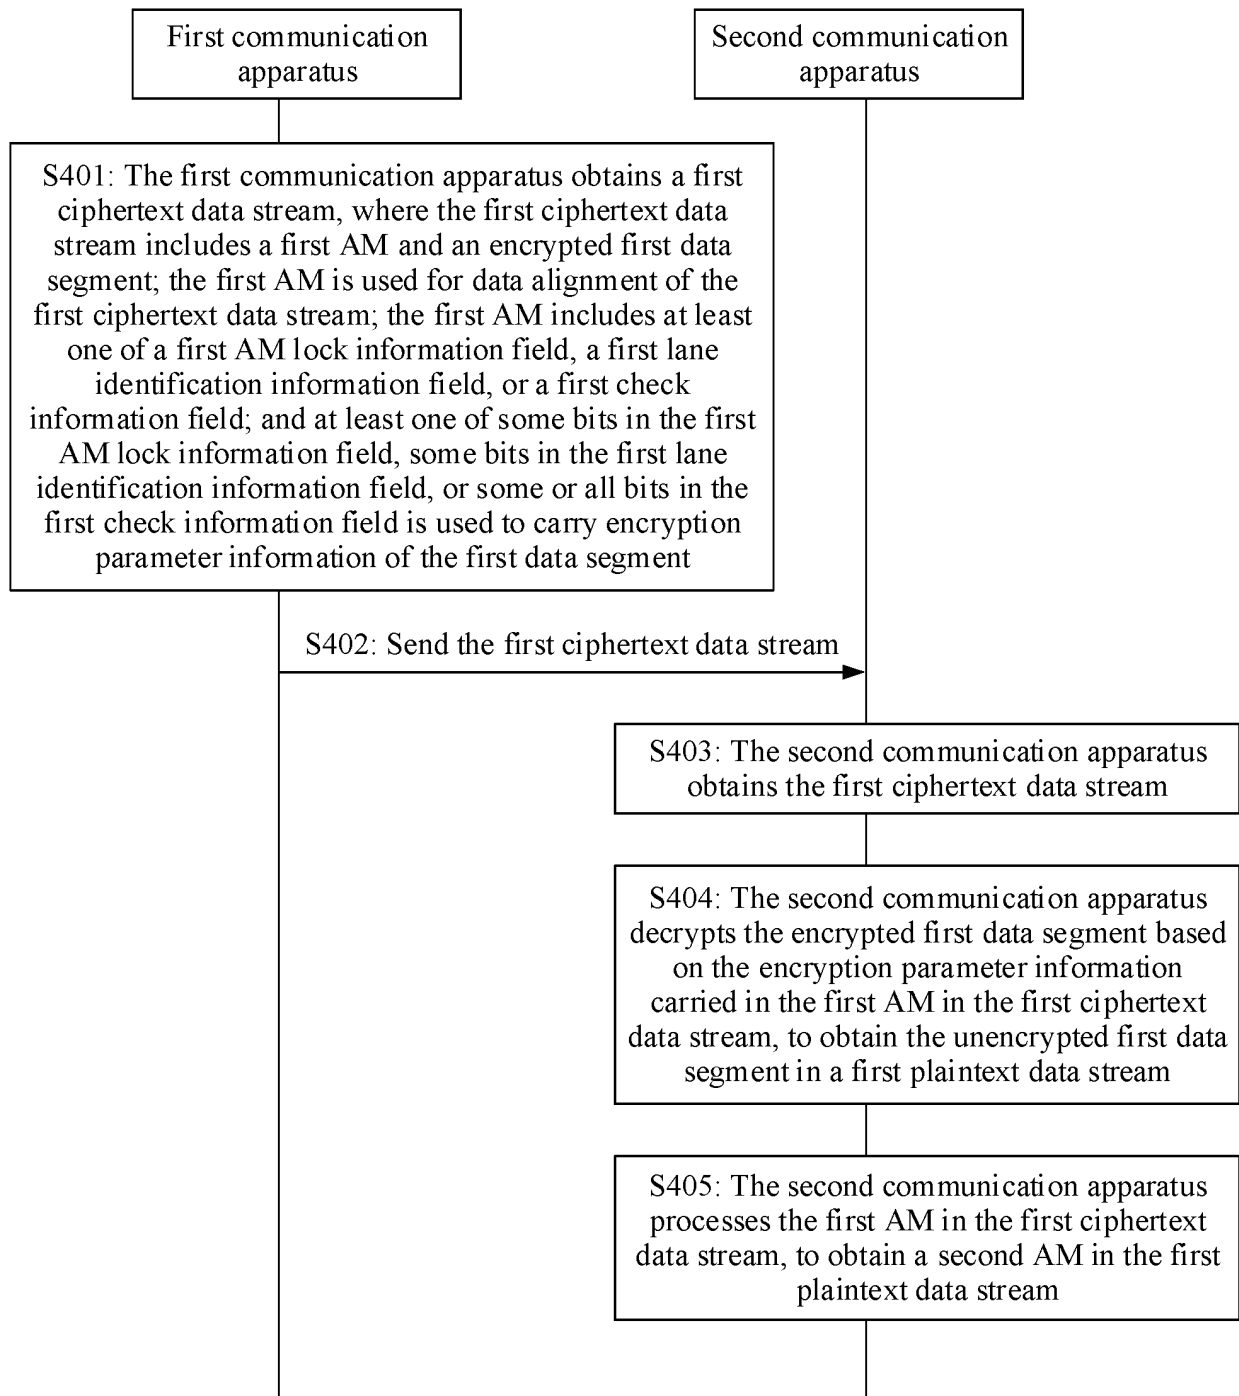 First communication
apparatus
Second communication
apparatus
S401: The first communication apparatus obtains a first
ciphertext data stream, where the first ciphertext data
stream includes a first AM and an encrypted first data
segment; the first AM is used for data alignment of the
first ciphertext data stream; the first AM includes at least
one of a first AM lock information field, a first lane
identification information field, or a first check
information field; and at least one of some bits in the first
AM lock information field, some bits in the first lane
identification information field, or some or all bits in the
first check information field is used to carry encryption
parameter information of the first data segment
S402: Send the first ciphertext data stream
S403: The second communication apparatus
obtains the first ciphertext data stream
S404: The second communication apparatus
decrypts the encrypted first data segment based
on the encryption parameter information
carried in the first AM in the first ciphertext
data stream, to obtain the unencrypted first data
segment in a first plaintext data stream
S405: The second communication apparatus
processes the first AM in the first ciphertext
data stream, to obtain a second AM in the first
plaintext data stream